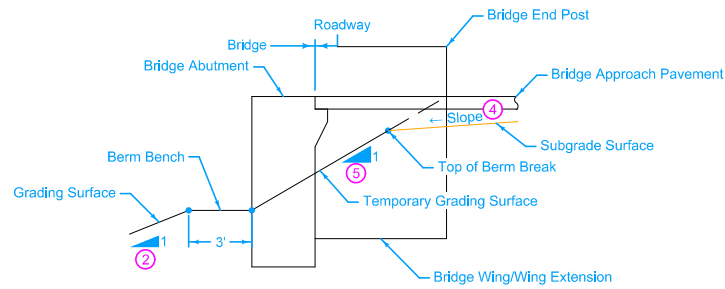 Roadway
Bridge End Post
Bridge
Bridge Abutment
Bridge Approach Pavement
← Slope 4
Subgrade Surface
Berm Bench
1
5
Top of Berm Break
Grading Surface
Temporary Grading Surface
1
3'
2
Bridge Wing/Wing Extension